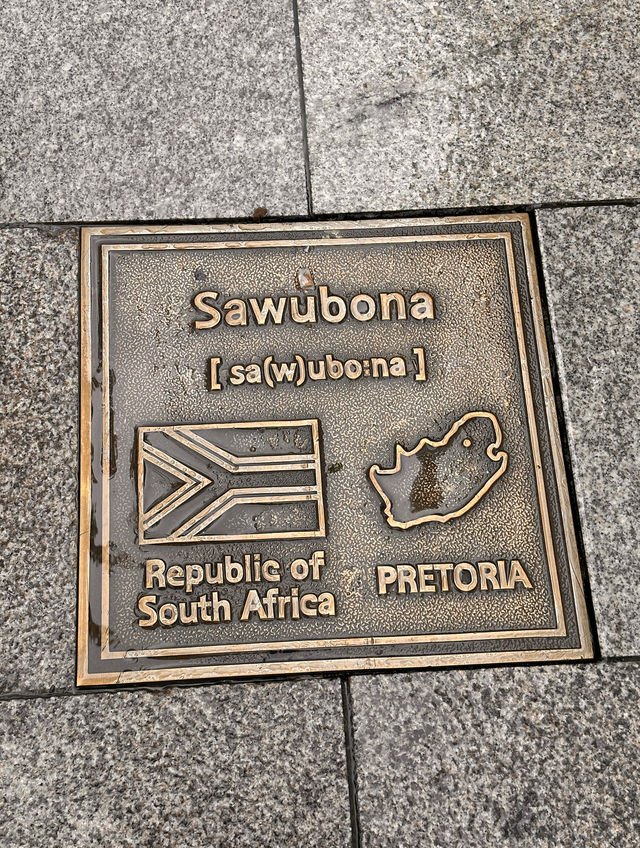 Sawubona
[ sa(w)ubo:na ]
Republic of
South Africa
PRETORIA